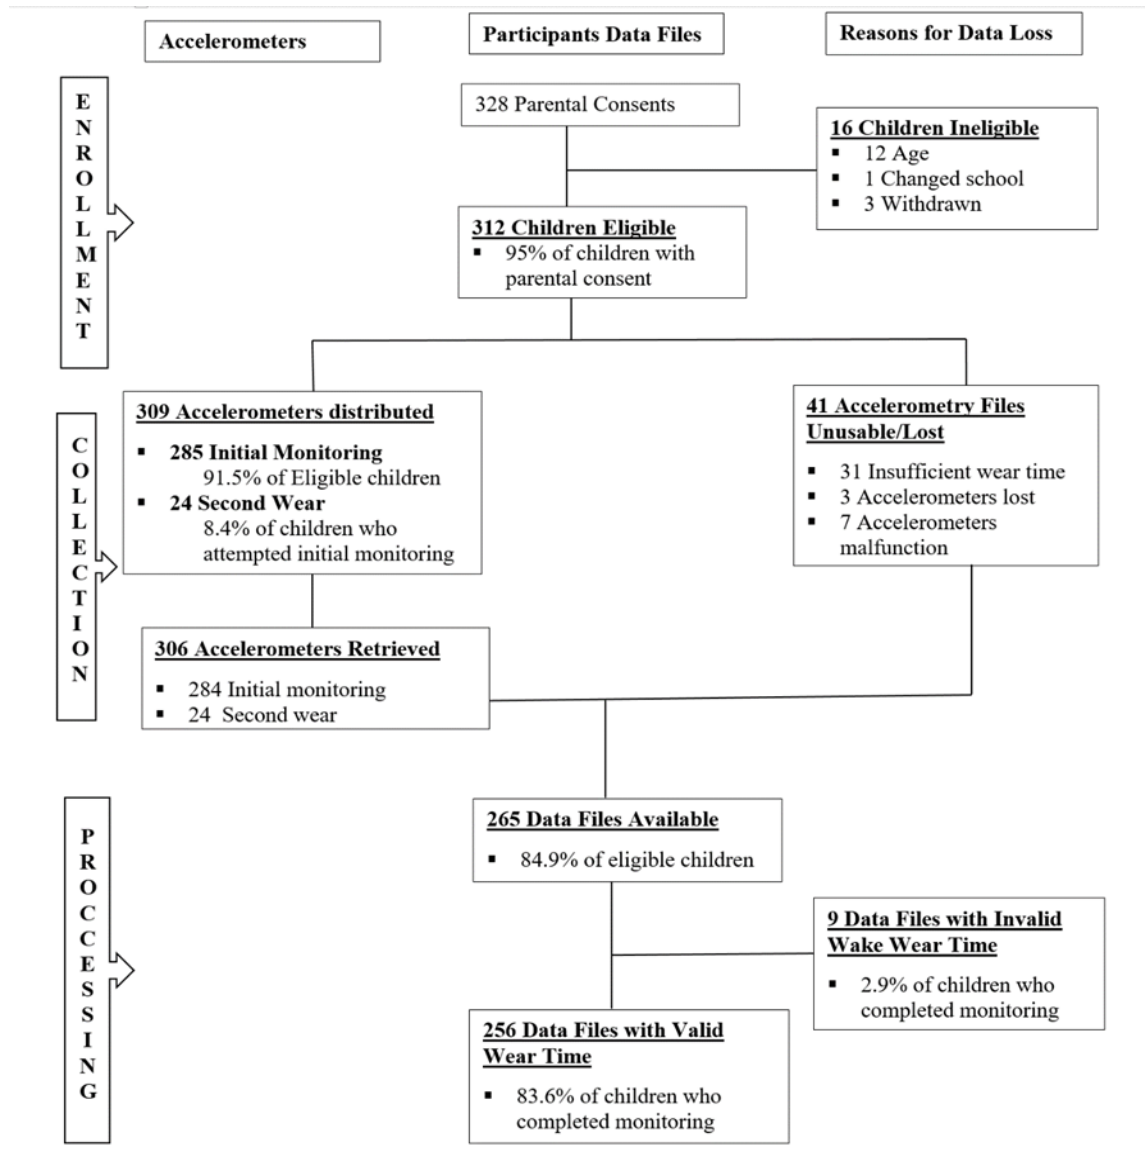 Accelerometers
Participants Data Files
Reasons for Data Loss
ENROLLMENT
328 Parental Consents
16 Children Ineligible
▪ 12 Age
▪ 1 Changed school
▪ 3 Withdrawn
312 Children Eligible
▪ 95% of children with
parental consent
COLLECTION
309 Accelerometers distributed
▪ 285 Initial Monitoring
91.5% of Eligible children
▪ 24 Second Wear
8.4% of children who
attempted initial monitoring
41 Accelerometry Files
Unusable/Lost
▪ 31 Insufficient wear time
▪ 3 Accelerometers lost
▪ 7 Accelerometers
malfunction
306 Accelerometers Retrieved
▪ 284 Initial monitoring
▪ 24 Second wear
PROCCESSING
265 Data Files Available
▪ 84.9% of eligible children
9 Data Files with Invalid
Wake Wear Time
▪ 2.9% of children who
completed monitoring
256 Data Files with Valid
Wear Time
▪ 83.6% of children who
completed monitoring